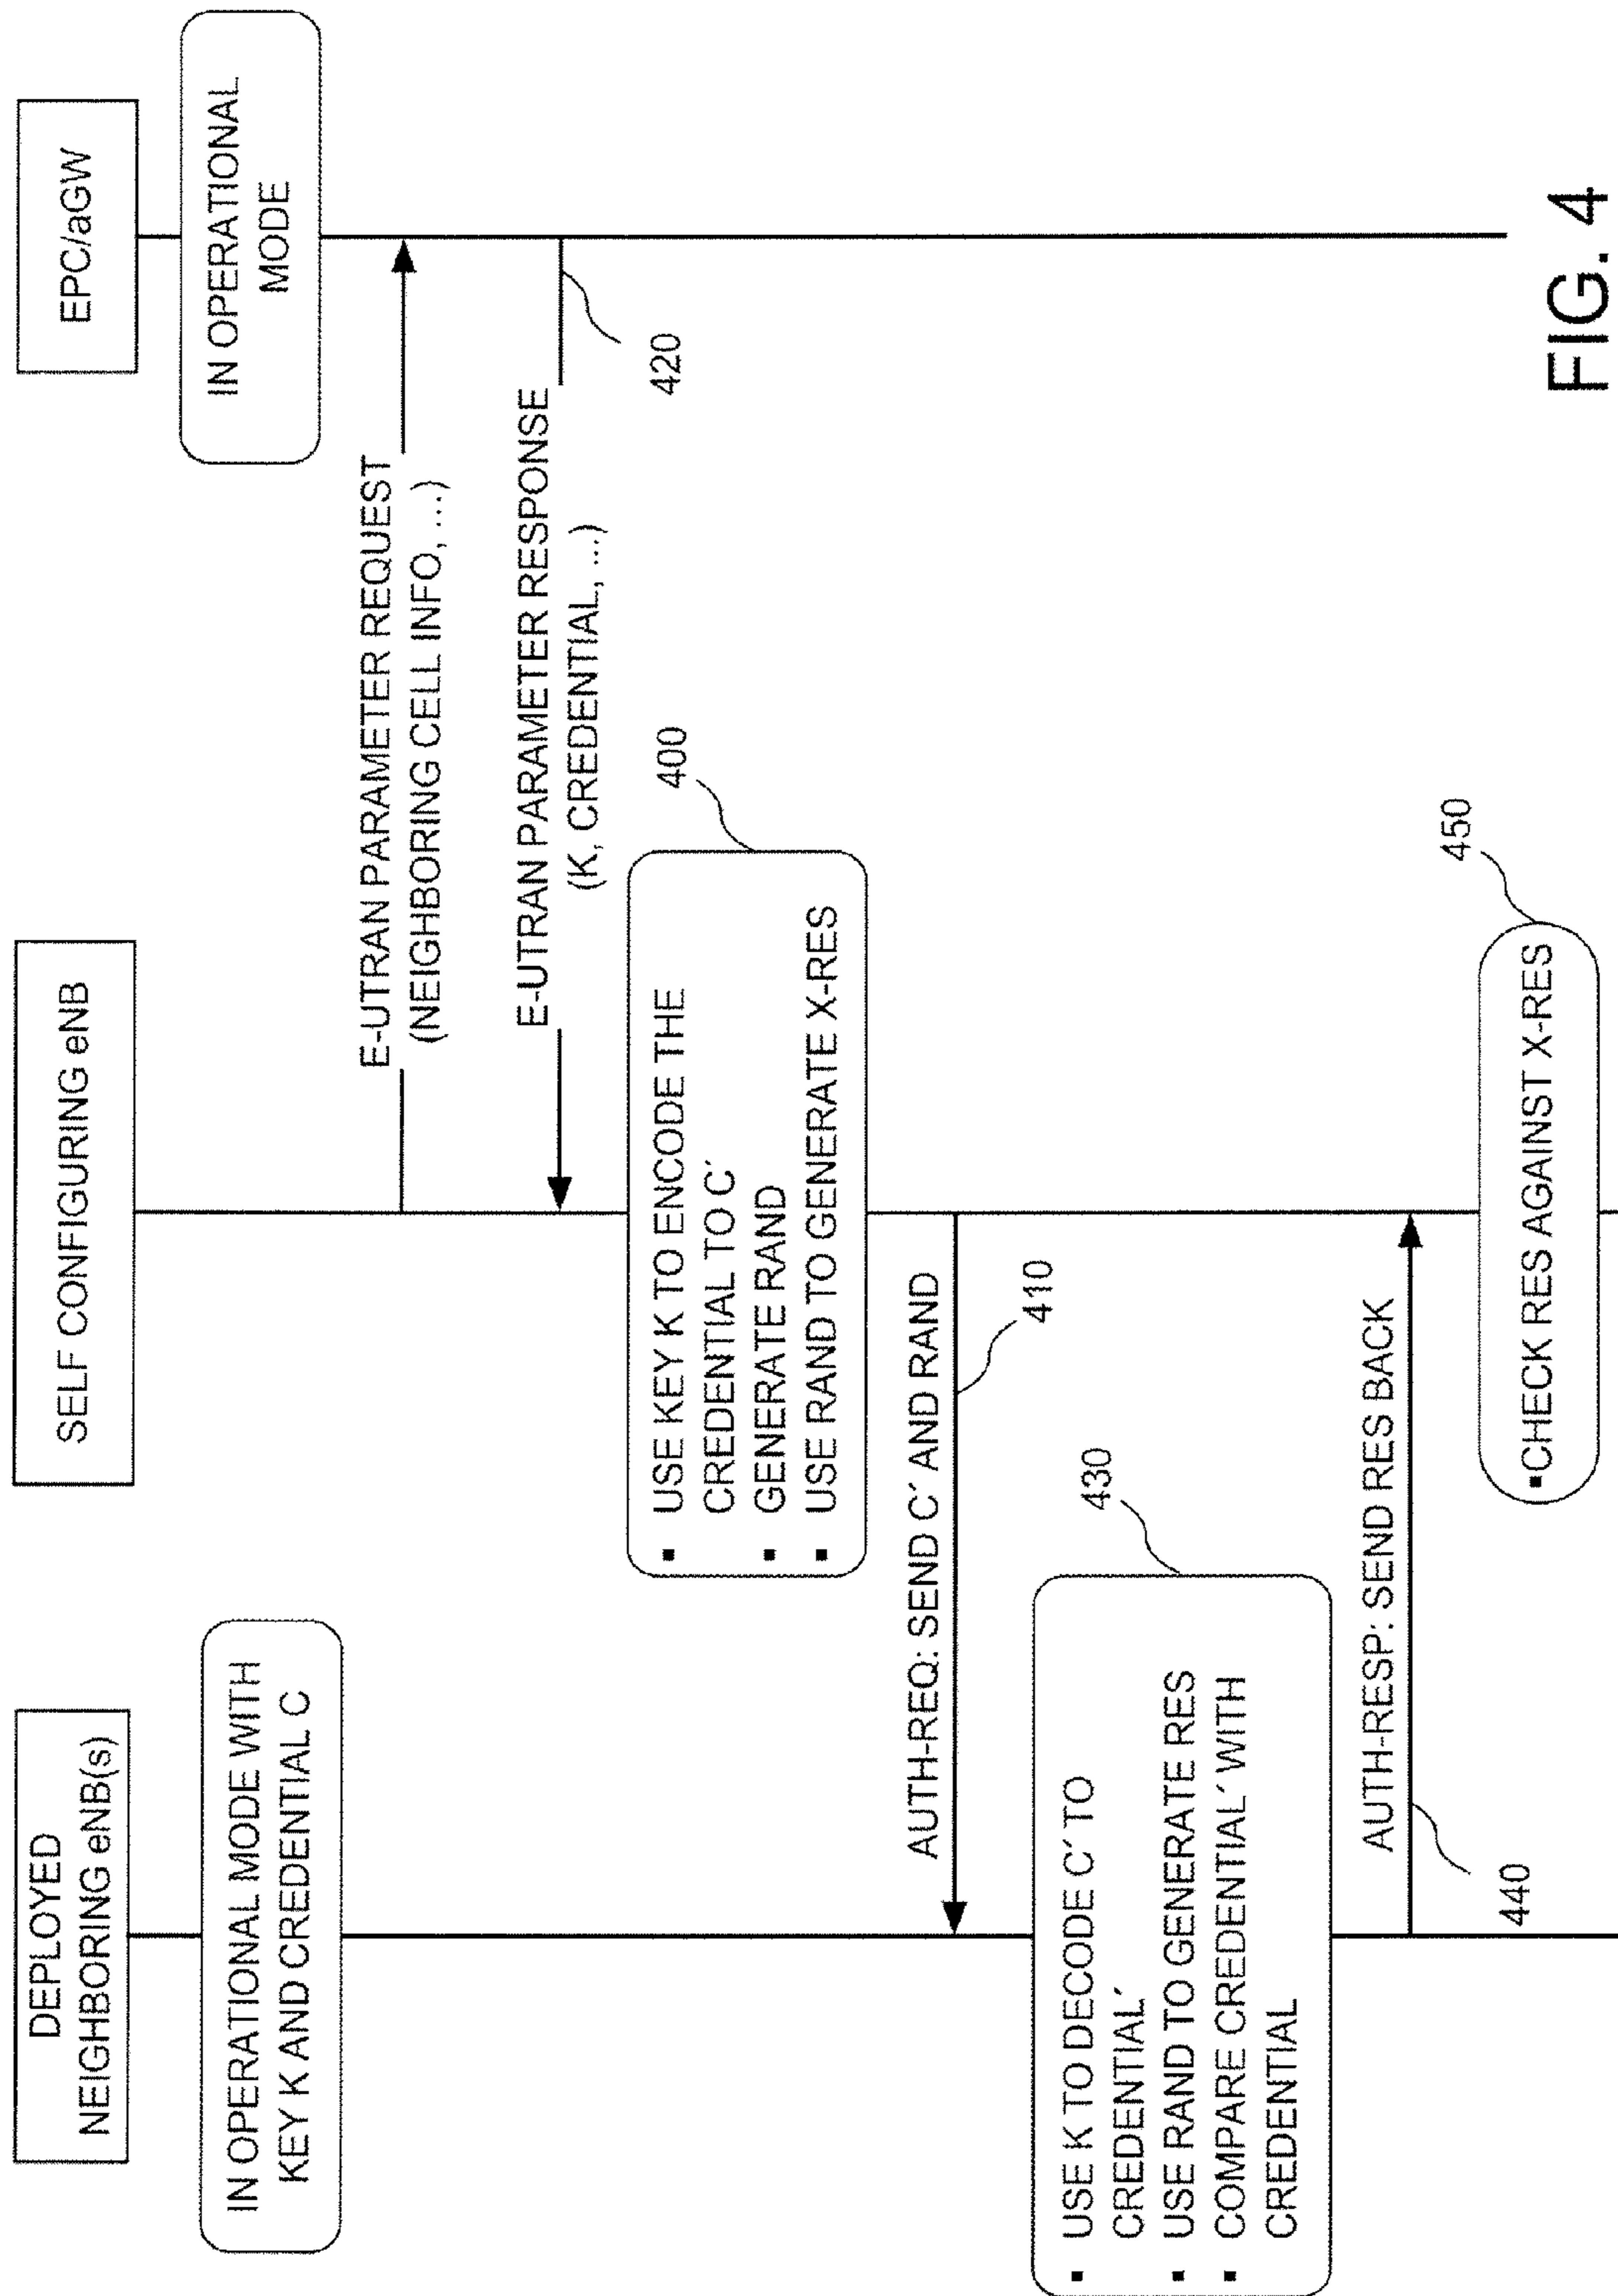 DEPLOYED
NEIGHBORING eNB(s)
SELF CONFIGURING eNB
EPC/aGW
IN OPERATIONAL MODE WITH
KEY K AND CREDENTIAL C
IN OPERATIONAL
MODE
E-UTRAN PARAMETER REQUEST
(NEIGHBORING CELL INFO, ...)
E-UTRAN PARAMETER RESPONSE
(K, CREDENTIAL, ...)
420
400
▪ USE KEY K TO ENCODE THE
CREDENTIAL TO C´
▪ GENERATE RAND
▪ USE RAND TO GENERATE X-RES
AUTH-REQ: SEND C´ AND RAND
410
430
▪ USE K TO DECODE C´ TO
CREDENTIAL´
▪ USE RAND TO GENERATE RES
▪ COMPARE CREDENTIAL´ WITH
CREDENTIAL
AUTH-RESP: SEND RES BACK
440
450
▪CHECK RES AGAINST X-RES
FIG. 4